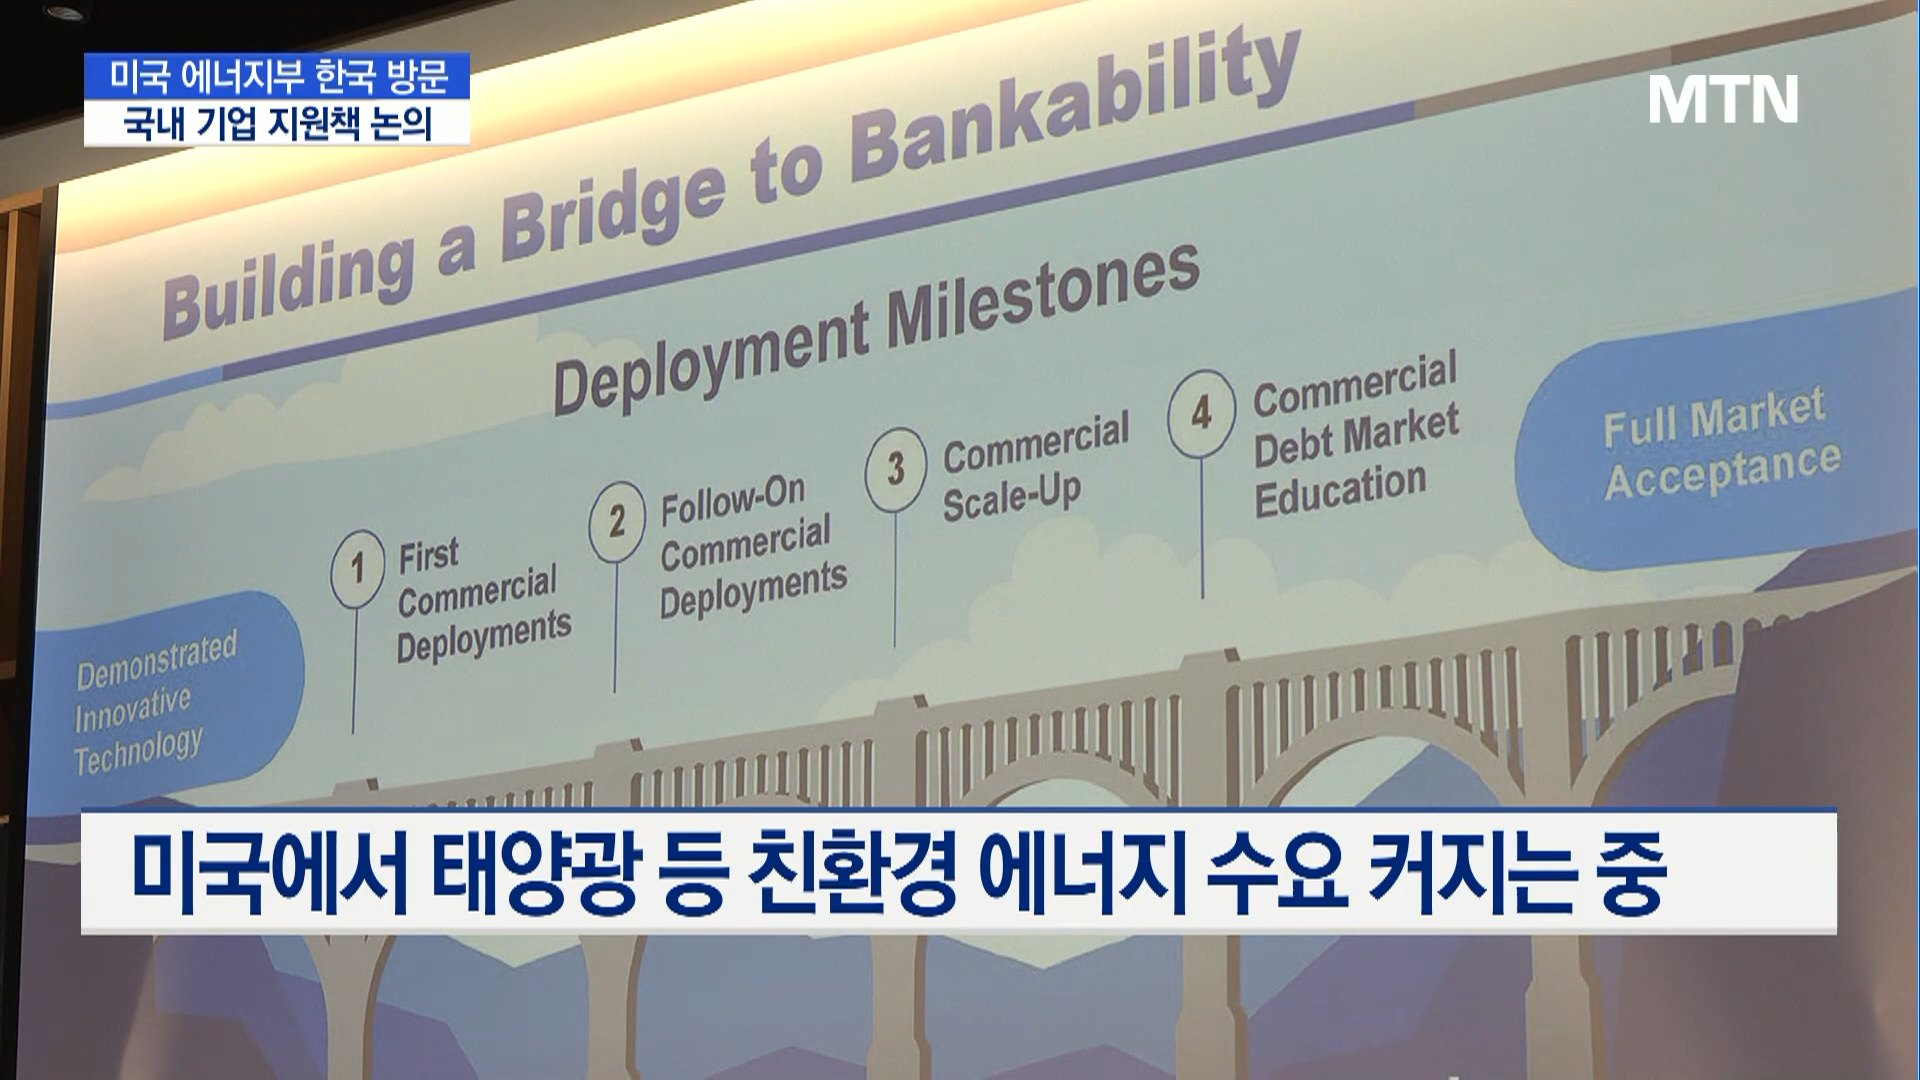 미국 에너지부 한국 방문
국내 기업 지원책 논의
MTN
Building a Bridge to Bankability
Deployment Milestones
1
First
Commercial
Deployments
2
Follow-On
Commercial
Deployments
3
Commercial
Scale-Up
4
Commercial
Debt Market
Education
Full Market
Acceptance
Demonstrated
Innovative
Technology
미국에서 태양광 등 친환경 에너지 수요 커지는 중